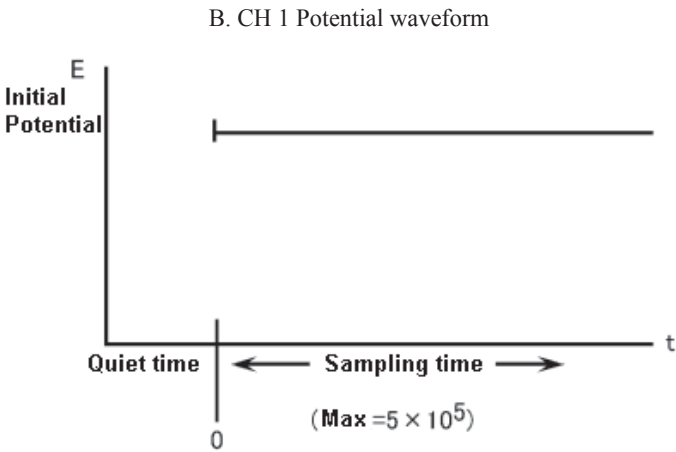 B. CH 1 Potential waveform
E
Initial
Potential
t
Quiet time
Sampling time
(Max =5 × 10⁵)
0